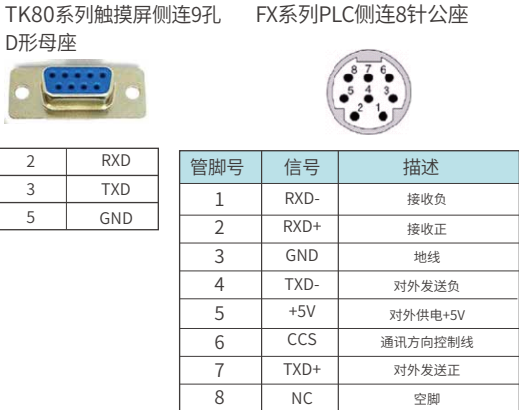 TK80系列触摸屏侧连9孔
D形母座
FX系列PLC侧连8针公座
8 7 6
5 4 3
2 1
2 RXD
3 TXD
5 GND
管脚号 信号 描述
1 RXD- 接收负
2 RXD+ 接收正
3 GND 地线
4 TXD- 对外发送负
5 +5V 对外供电+5V
6 CCS 通讯方向控制线
7 TXD+ 对外发送正
8 NC 空脚